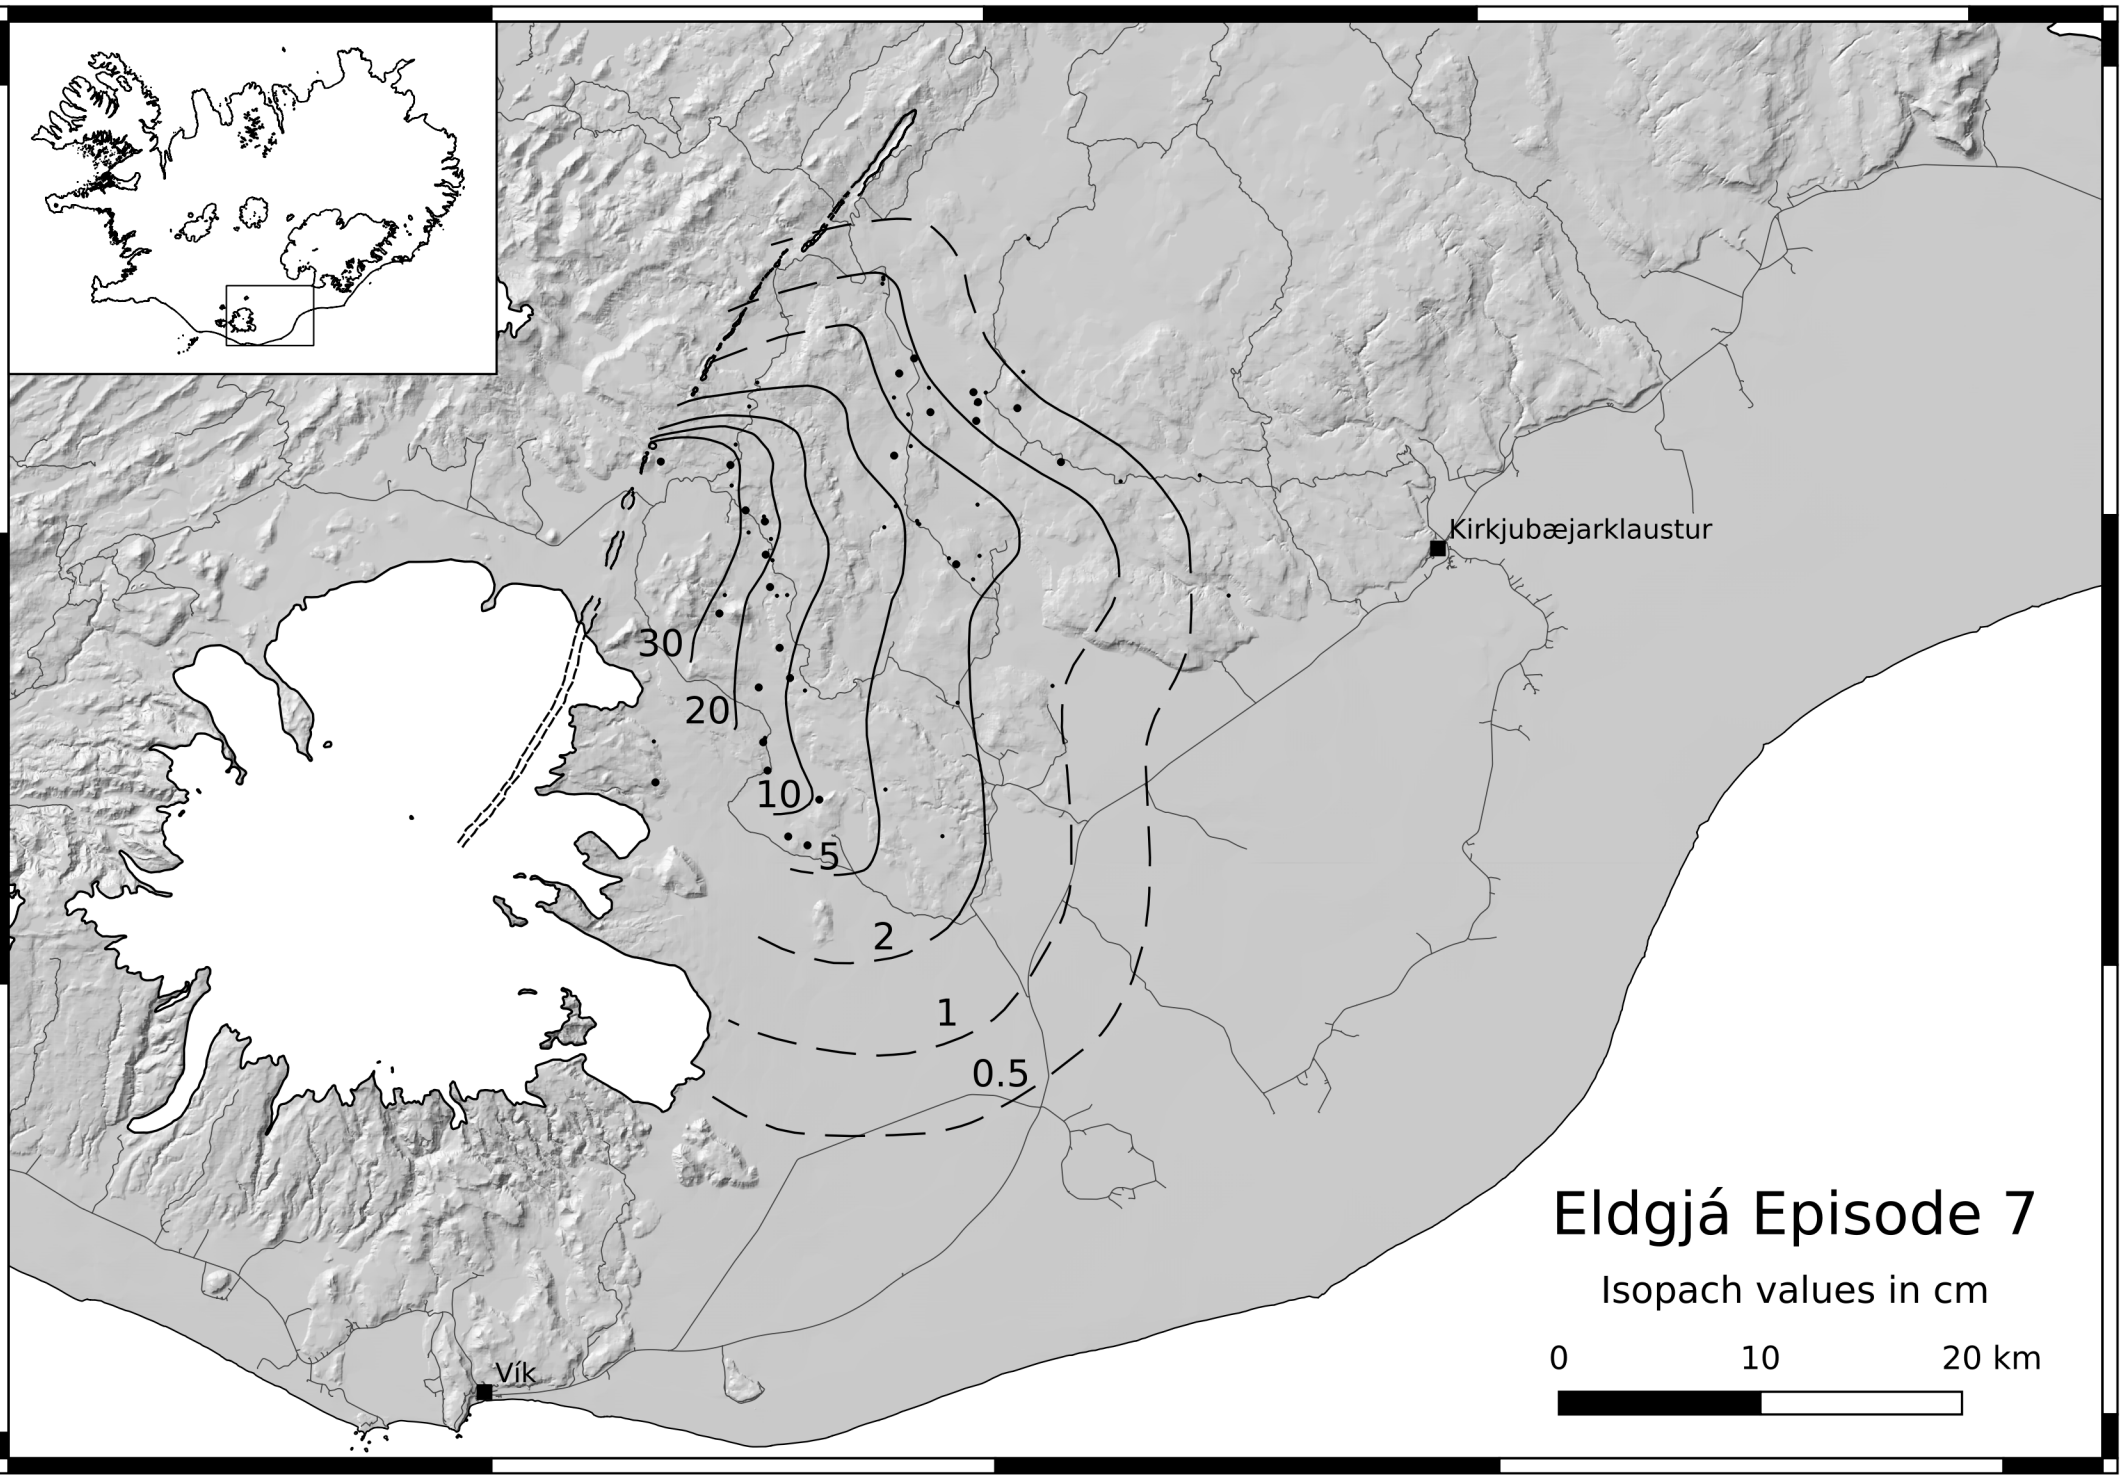 Kirkjubæjarklaustur
30
20
10
5
2
1
0.5
Eldgjá Episode 7
Isopach values in cm
0 10 20 km
Vík